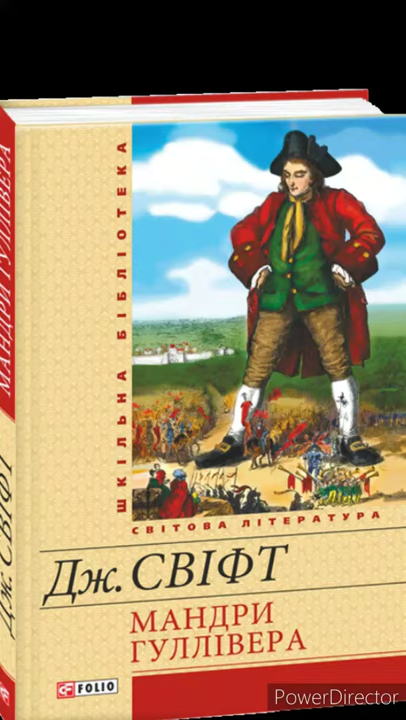 МАНДРИ ГУЛЛІВЕРА
Дж. СВІФТ
ШКІЛЬНА БІБЛІОТЕКА
СВІТОВА ЛІТЕРАТУРА
Дж. СВІФТ
МАНДРИ
ГУЛЛІВЕРА
FOLIO
PowerDirector